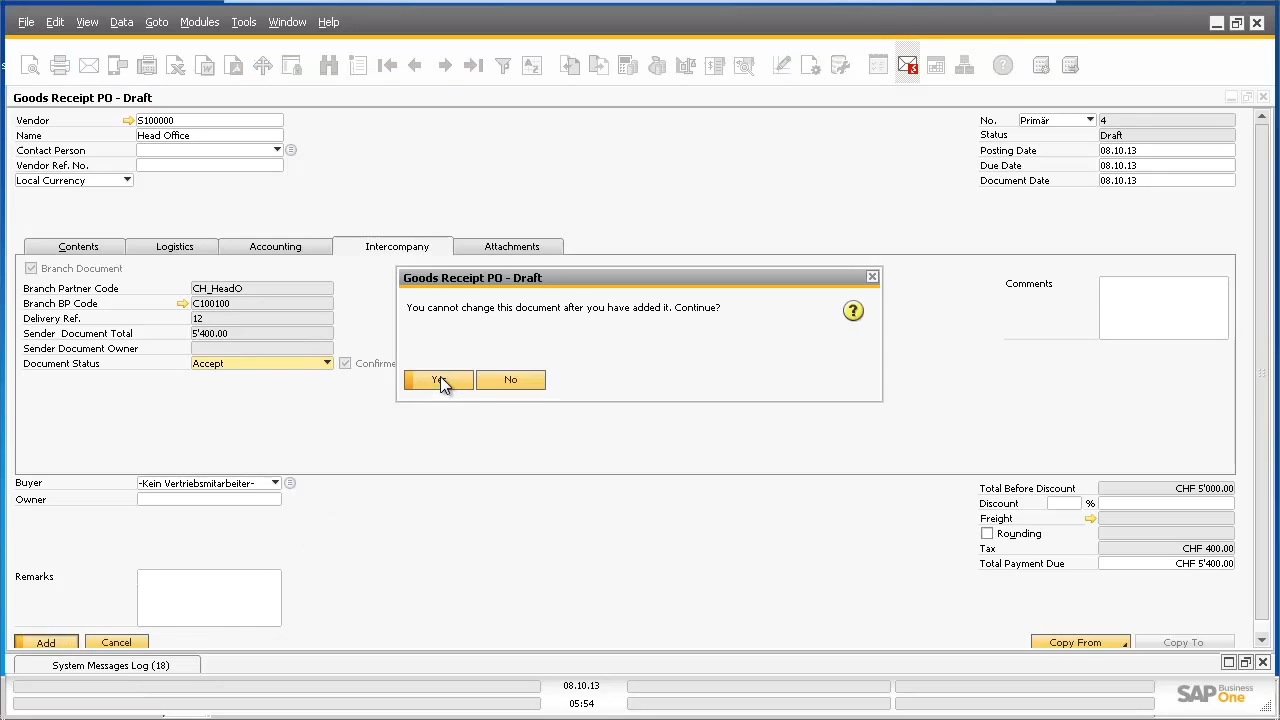 File Edit View Data Goto Modules Tools Window Help
Goods Receipt PO - Draft
Vendor S100000 No. Primär 4
Name Head Office Status Draft
Contact Person Posting Date 08.10.13
Vendor Ref. No. Due Date 08.10.13
Local Currency Document Date 08.10.13
Contents Logistics Accounting Intercompany Attachments
Branch Document
Goods Receipt PO - Draft
Branch Partner Code CH_HeadO Comments
Branch BP Code C100100 You cannot change this document after you have added it. Continue? ?
Delivery Ref. 12
Sender Document Total 5'400.00
Sender Document Owner
Document Status Accept Confirme
No
Buyer -Kein Vertriebsmitarbeiter- Total Before Discount CHF 5'000.00
Owner Discount %
Freight
Rounding
Tax CHF 400.00
Total Payment Due CHF 5'400.00
Remarks
Add Cancel Copy From Copy To
System Messages Log (18)
08.10.13
05:54
SAP Business One